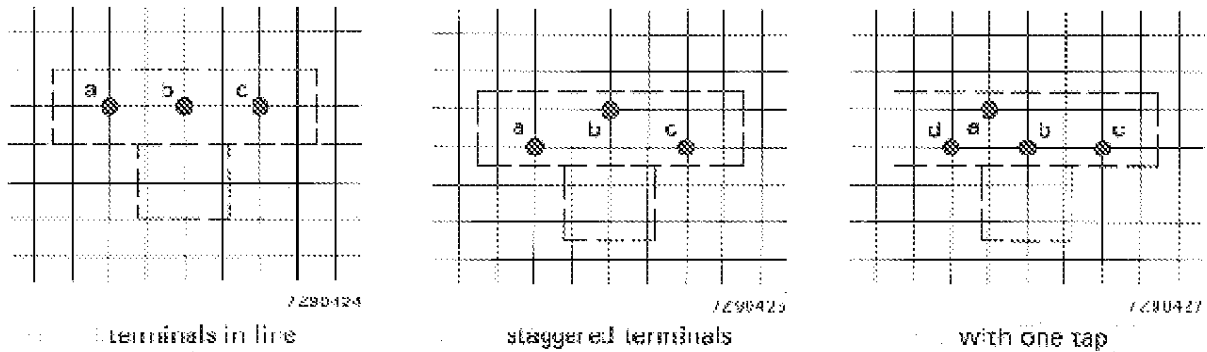 a b c
a b c
d a b c
7Z90424
7Z90425
7Z90427
terminals in line
staggered terminals
with one tap